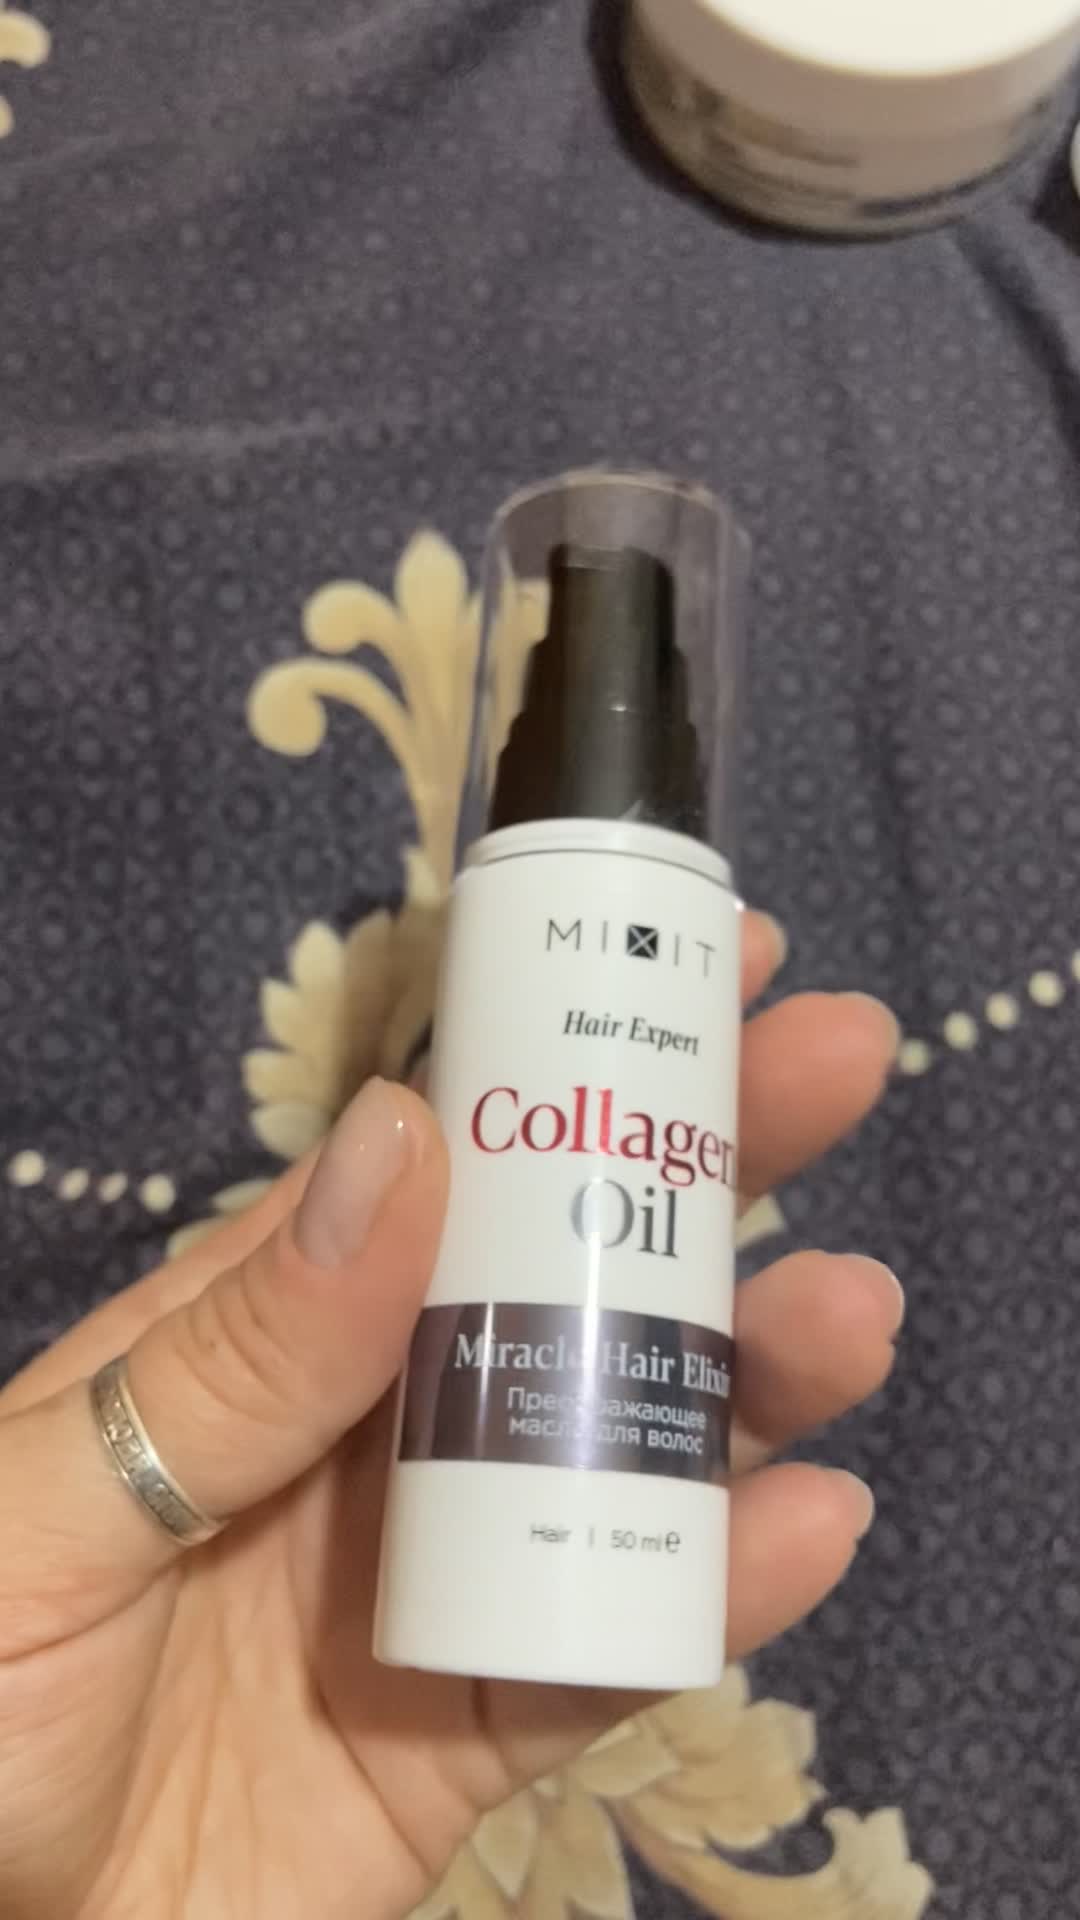 MIXIT
Hair Expert
Collagen
Oil
Miracle Hair Elixir
Преображающее
масло для волос
Hair | 50 ml ℮